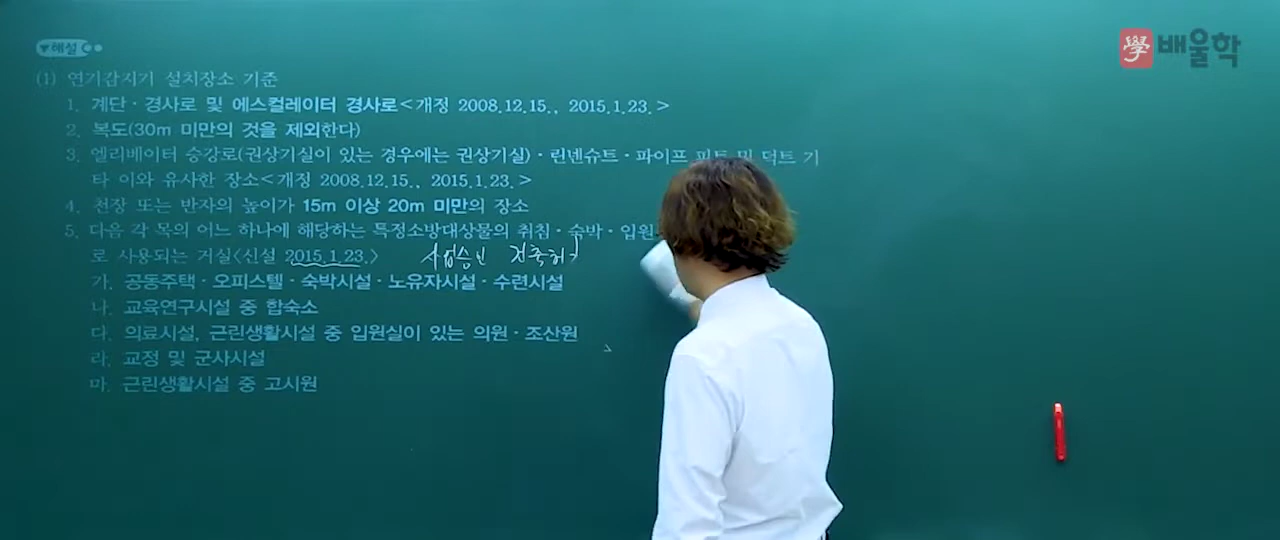 學 배울학
▼해설
(1) 연기감지기 설치장소 기준
1. 계단·경사로 및 에스컬레이터 경사로<개정 2008.12.15., 2015.1.23.>
2. 복도(30m 미만의 것을 제외한다)
3. 엘리베이터 승강로(권상기실이 있는 경우에는 권상기실)·린넨슈트·파이프 피트 및 덕트 기
타 이와 유사한 장소<개정 2008.12.15., 2015.1.23.>
4. 천장 또는 반자의 높이가 15m 이상 20m 미만의 장소
5. 다음 각 목의 어느 하나에 해당하는 특정소방대상물의 취침·숙박·입원
로 사용되는 거실<신설 2015.1.23.> 사업승인 건축허가
가. 공동주택·오피스텔·숙박시설·노유자시설·수련시설
나. 교육연구시설 중 합숙소
다. 의료시설, 근린생활시설 중 입원실이 있는 의원·조산원
라. 교정 및 군사시설
마. 근린생활시설 중 고시원